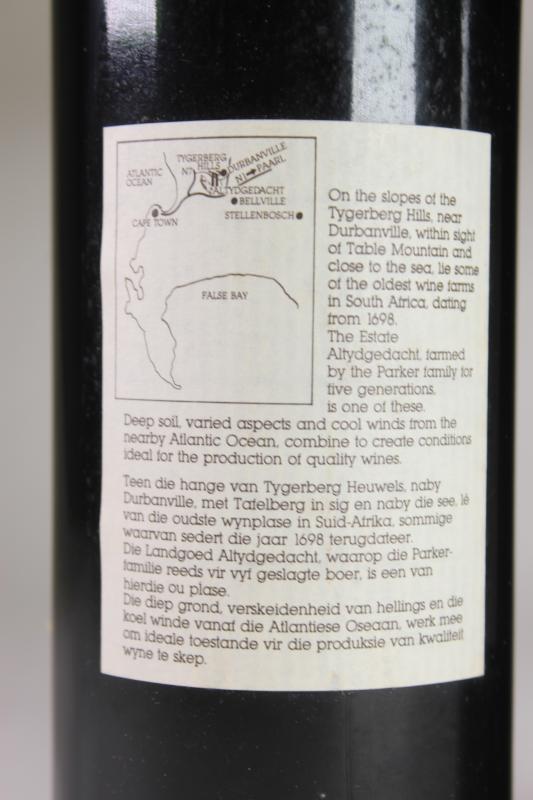 TYGERBERG
HILLS
N7
DURBANVILLE
N1 PAARL
ATLANTIC
OCEAN
ALTYDGEDACHT
BELLVILLE
STELLENBOSCH
CAPE TOWN
FALSE BAY
On the slopes of the
Tygerberg Hills, near
Durbanville, within sight
of Table Mountain and
close to the sea, lie some
of the oldest wine farms
in South Africa, dating
from 1698.
The Estate
Altydgedacht, farmed
by the Parker family for
five generations,
is one of these.
Deep soil, varied aspects and cool winds from the
nearby Atlantic Ocean, combine to create conditions
ideal for the production of quality wines.
Teen die hange van Tygerberg Heuwels, naby
Durbanville, met Tafelberg in sig en naby die see, lê
van die oudste wynplase in Suid-Afrika, sommige
waarvan sedert die jaar 1698 terugdateer.
Die Landgoed Altydgedacht, waarop die Parker-
familie reeds vir vyf geslagte boer, is een van
hierdie ou plase.
Die diep grond, verskeidenheid van hellings en die
koel winde vanaf die Atlantiese Oseaan, werk mee
om ideale toestande vir die produksie van kwaliteit
wyne te skep.